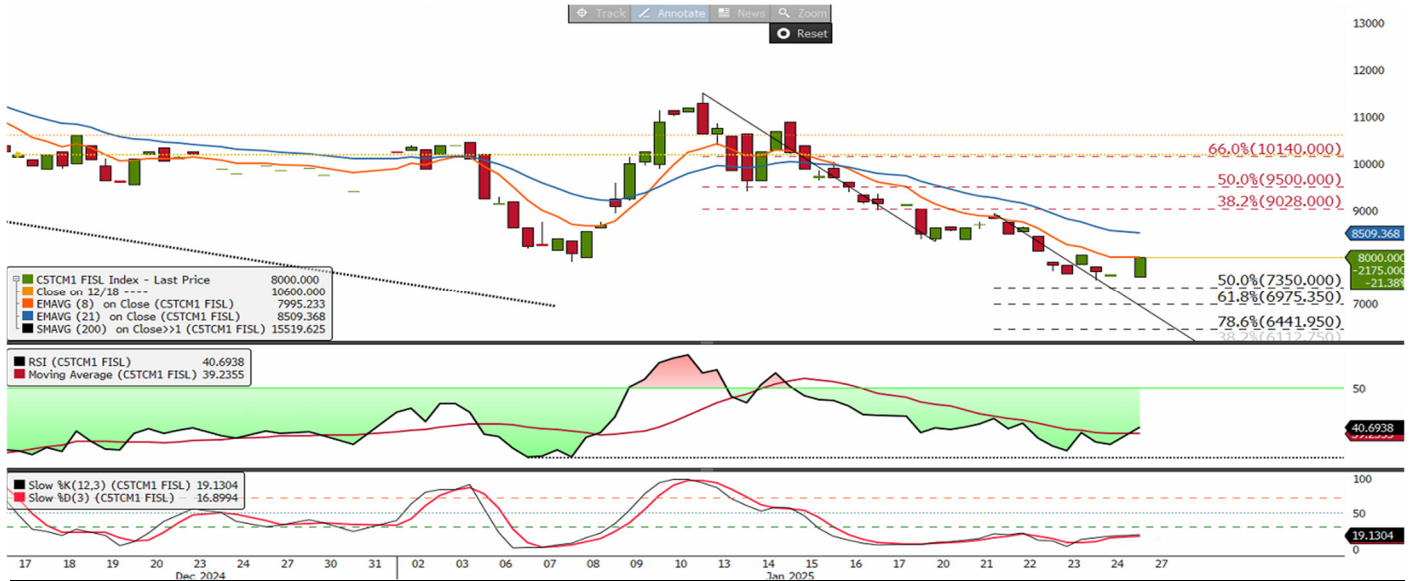 Track Annotate News Zoom
Reset
13000
12000
11000
10000
9000
7000
66.0%(10140.000)
50.0%(9500.000)
38.2%(9028.000)
8509.368
8000.000
-2175.000
-21.38%
50.0%(7350.000)
61.8%(6975.350)
78.6%(6441.950)
38.2%(6112.750)
C5TCM1 FISL Index - Last Price 8000.000
Close on 12/18 ---- 10600.000
EMAVG (8) on Close (C5TCM1 FISL) 7995.233
EMAVG (21) on Close (C5TCM1 FISL) 8509.368
SMAVG (200) on Close>>1 (C5TCM1 FISL) 15519.625
RSI (C5TCM1 FISL) 40.6938
Moving Average (C5TCM1 FISL) 39.2355
50
40.6938
39.2355
Slow %K(12,3) (C5TCM1 FISL) 19.1304
Slow %D(3) (C5TCM1 FISL) 16.8994
100
50
19.1304
0
17 18 19 20 23 24 27 30 31 02 03 06 07 08 09 10 13 14 15 16 17 20 21 22 23 24 27
Dec 2024 Jan 2025